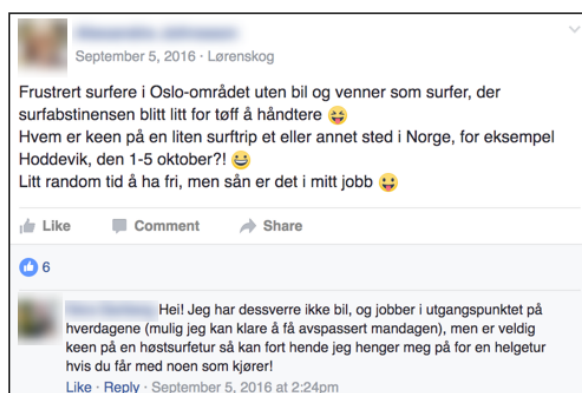 September 5, 2016 · Lørenskog
Frustrert surfere i Oslo-området uten bil og venner som surfer, der
surfabstinensen blitt litt for tøff å håndtere 😝
Hvem er keen på en liten surftrip et eller annet sted i Norge, for eksempel
Hoddevik, den 1-5 oktober?! 😀
Litt random tid å ha fri, men sån er det i mitt jobb 😛
Like Comment Share
6
Hei! Jeg har dessverre ikke bil, og jobber i utgangspunktet på
hverdagene (mulig jeg kan klare å få avspassert mandagen), men er veldig
keen på en høstsurfetur så kan fort hende jeg henger meg på for en helgetur
hvis du får med noen som kjører!
Like · Reply · September 5, 2016 at 2:24pm